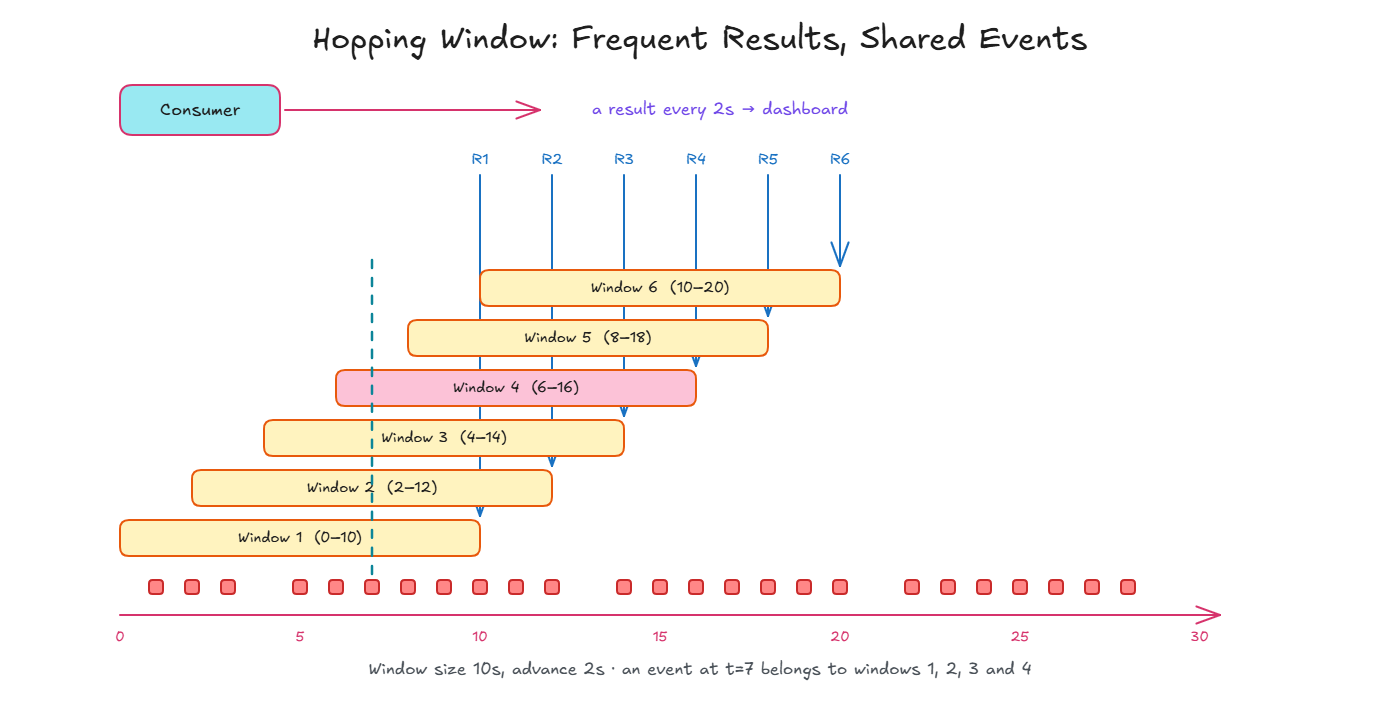 Hopping Window: Frequent Results, Shared Events
Consumer
a result every 2s → dashboard
R1 R2 R3 R4 R5 R6
Window 6 (10–20)
Window 5 (8–18)
Window 4 (6–16)
Window 3 (4–14)
Window 2 (2–12)
Window 1 (0–10)
0 5 10 15 20 25 30
Window size 10s, advance 2s · an event at t=7 belongs to windows 1, 2, 3 and 4